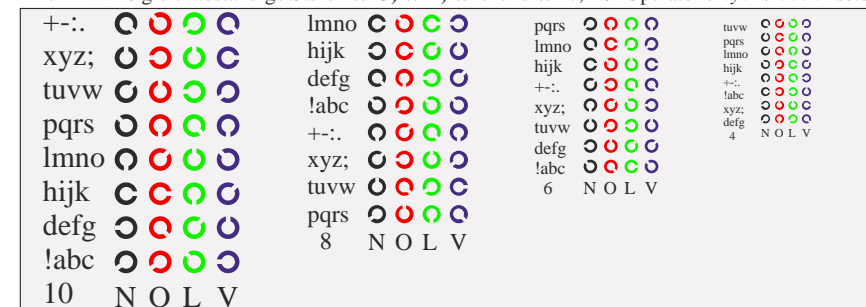 +-:.
xyz;
tuvw
pqrs
lmno
hijk
defg
!abc
10 N O L V
lmno
hijk
defg
!abc
+-:.
xyz;
tuvw
pqrs
8 N O L V
pqrs
lmno
hijk
+-:.
xyz;
tuvw
defg
!abc
6 N O L V
tuvw
pqrs
lmno
hijk
+-:.
!abc
xyz;
defg
4 N O L V